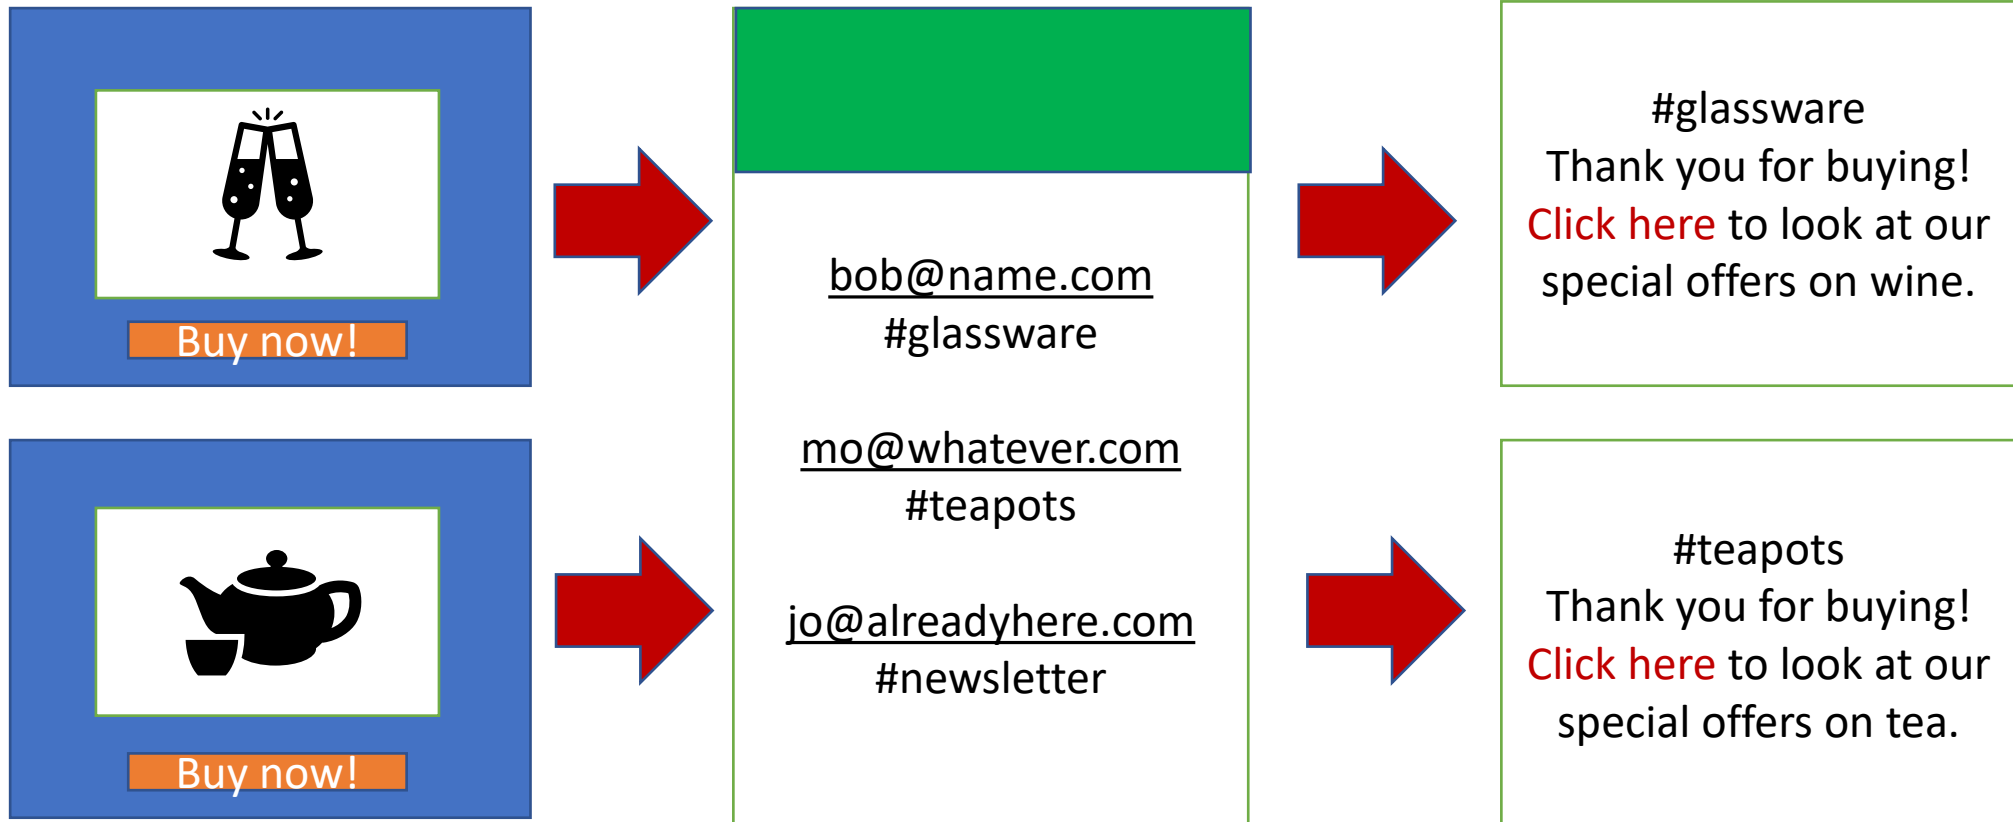 Buy now!
Buy now!
bob@name.com
#glassware
mo@whatever.com
#teapots
jo@alreadyhere.com
#newsletter
#glassware
Thank you for buying!
Click here to look at our
special offers on wine.
#teapots
Thank you for buying!
Click here to look at our
special offers on tea.